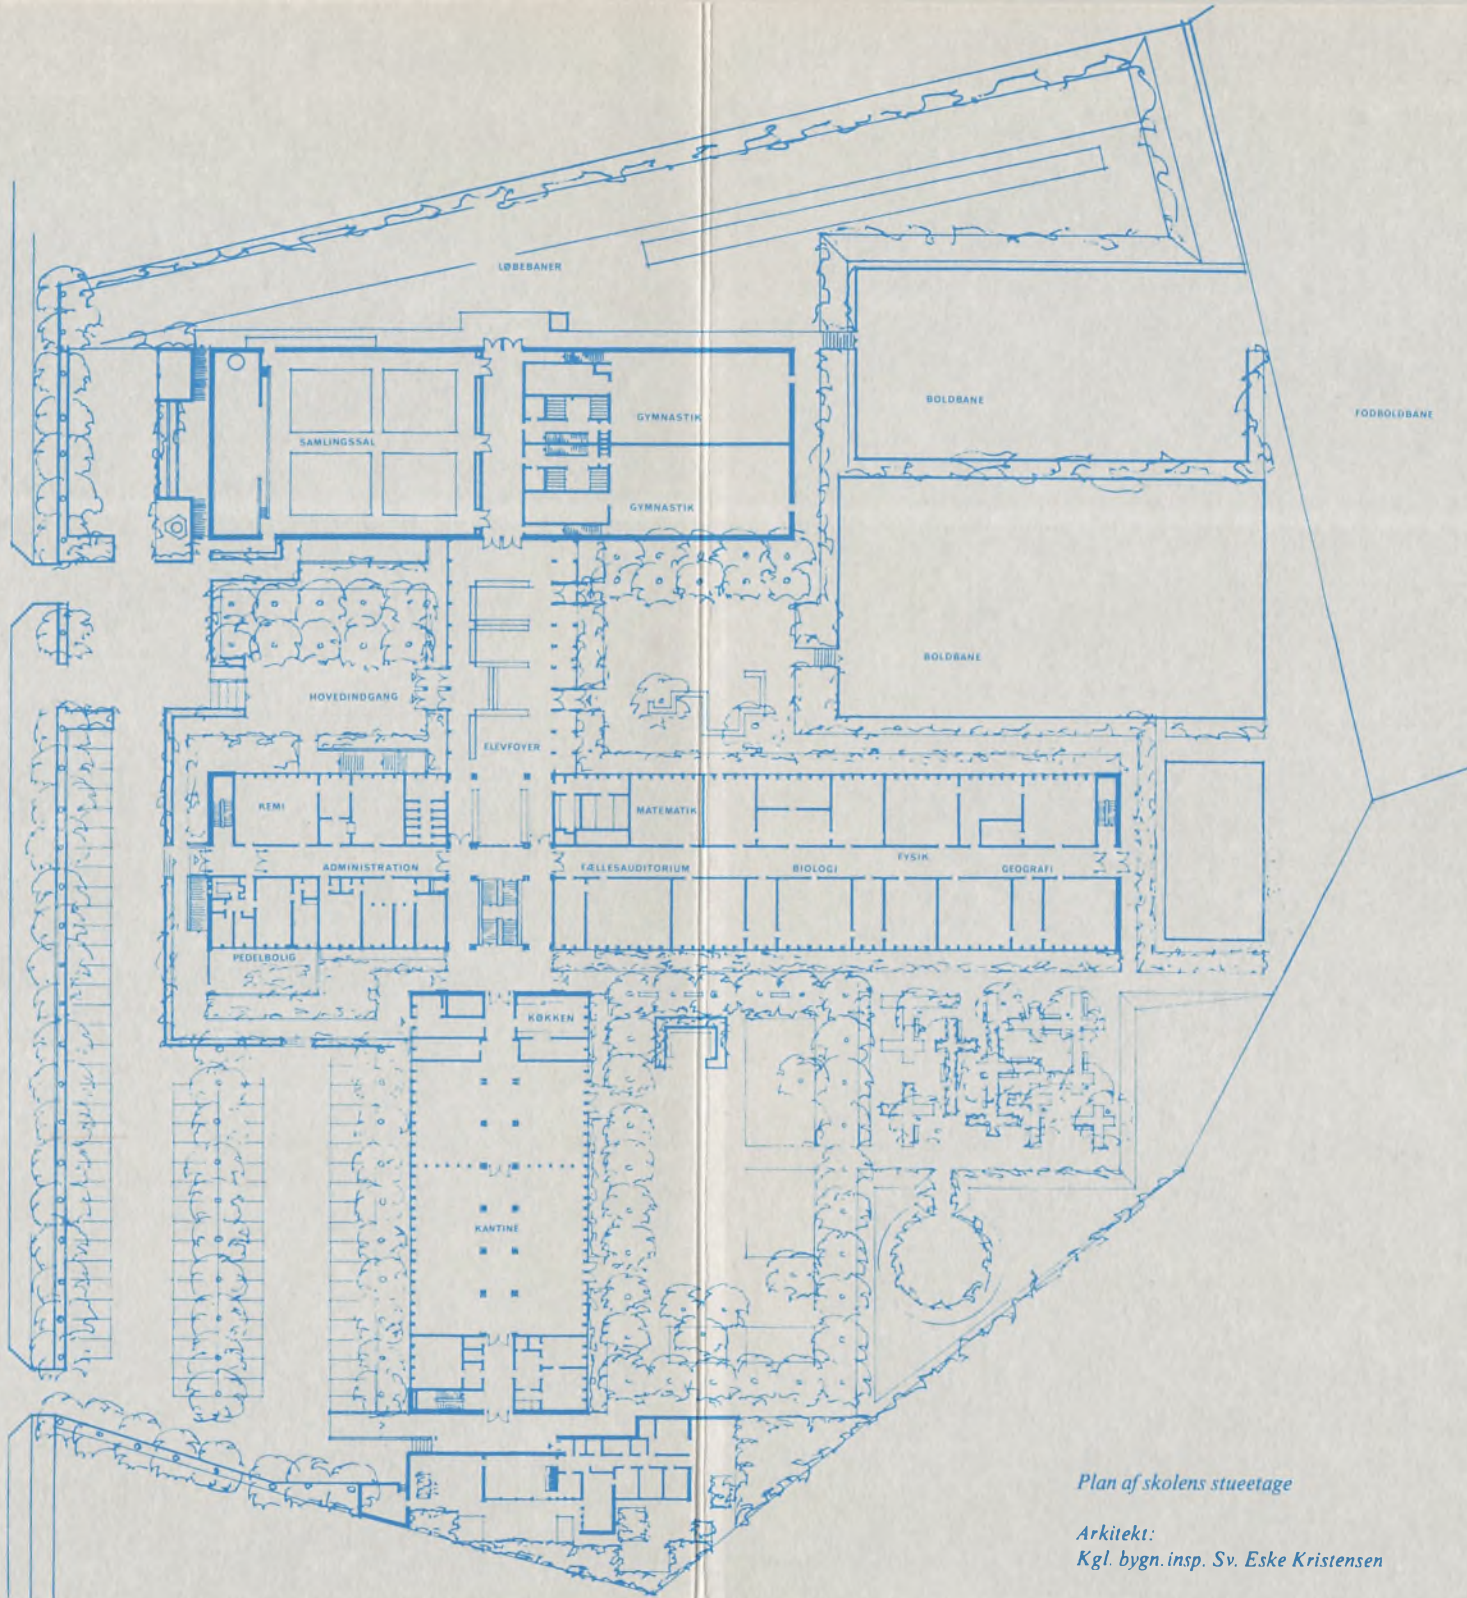 LØBEBANER
BOLDBANE
FODBOLDBANE
GYMNASTIK
SAMLINGSSAL
GYMNASTIK
BOLDBANE
HOVEDINDGANG
ELEVFOYER
KEMI
MATEMATIK
ADMINISTRATION
FÆLLESAUDITORIUM
BIOLOGI
FYSIK
GEOGRAFI
PEDELBOLIG
KØKKEN
KANTINE
Plan af skolens stueetage
Arkitekt:
Kgl. bygn. insp. Sv. Eske Kristensen